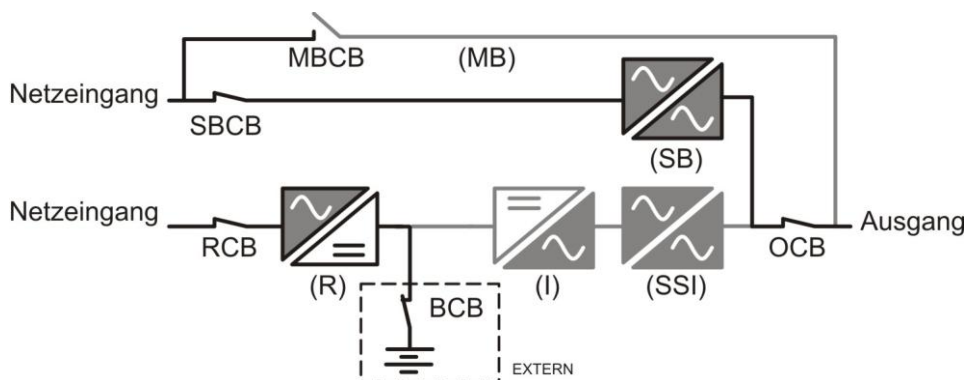 MBCB
(MB)
Netzeingang
SBCB
(SB)
Netzeingang
RCB
(R)
(I)
(SSI)
OCB
Ausgang
BCB
EXTERN